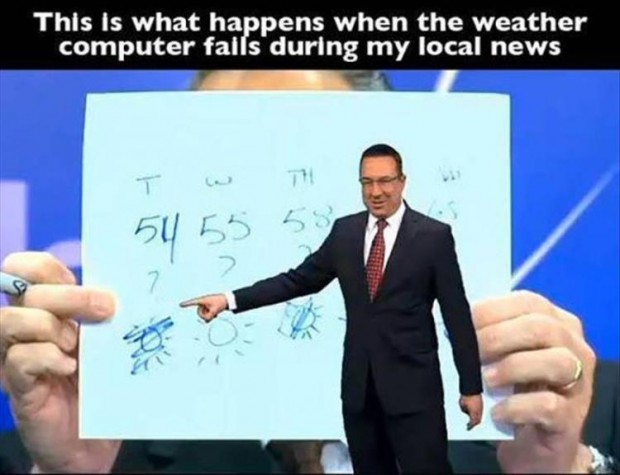 This is what happens when the weather
computer fails during my local news
T W TH
54 55 58
? ? ?